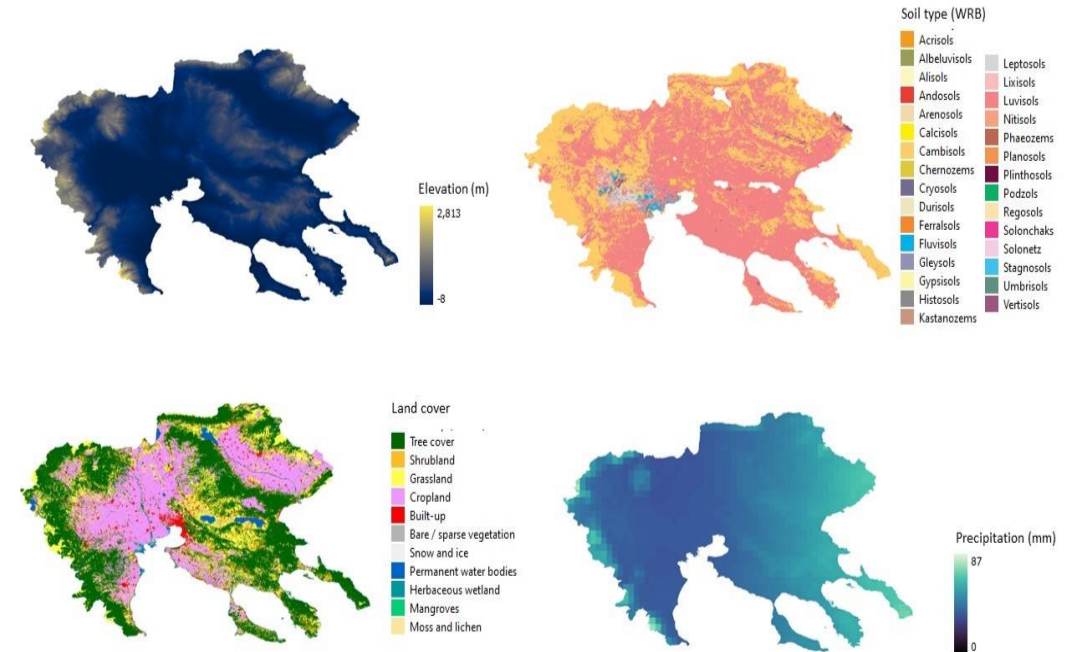 Elevation (m)
2,813
-8
Soil type (WRB)
Acrisols
Albeluvisols
Alisols
Andosols
Arenosols
Calcisols
Cambisols
Chernozems
Cryosols
Durisols
Ferralsols
Fluvisols
Gleysols
Gypsisols
Histosols
Kastanozems
Leptosols
Lixisols
Luvisols
Nitisols
Phaeozems
Planosols
Plinthosols
Podzols
Regosols
Solonchaks
Solonetz
Stagnosols
Umbrisols
Vertisols
Land cover
Tree cover
Shrubland
Grassland
Cropland
Built-up
Bare / sparse vegetation
Snow and ice
Permanent water bodies
Herbaceous wetland
Mangroves
Moss and lichen
Precipitation (mm)
87
0